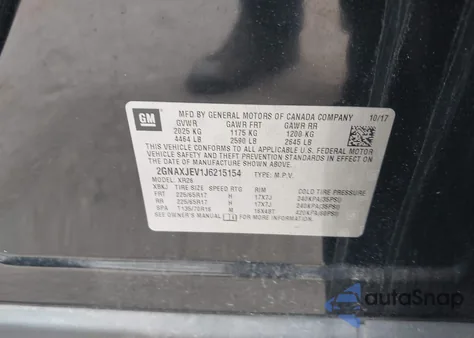 GM
MFD BY GENERAL MOTORS OF CANADA COMPANY 10/17
GVWR GAWR FRT GAWR RR
2025 KG 1175 KG 1200 KG
4464 LB 2590 LB 2645 LB
THIS VEHICLE CONFORMS TO ALL APPLICABLE U.S. FEDERAL MOTOR
VEHICLE SAFETY, AND THEFT PREVENTION STANDARDS IN EFFECT ON THE
DATE OF MANUFACTURE SHOWN ABOVE.
2GNAXJEV1J6215154 TYPE: M.P.V.
MODEL: XR26
XBKJ TIRE SIZE SPEED RTG RIM COLD TIRE PRESSURE
FRT 225/65R17 H 17X7J 240KPA(35PSI)
RR 225/65R17 H 17X7J 240KPA(35PSI)
SPA T135/70R16 M 16X4BT 420KPA(60PSI)
SEE OWNER'S MANUAL FOR MORE INFORMATION.
autoSnap